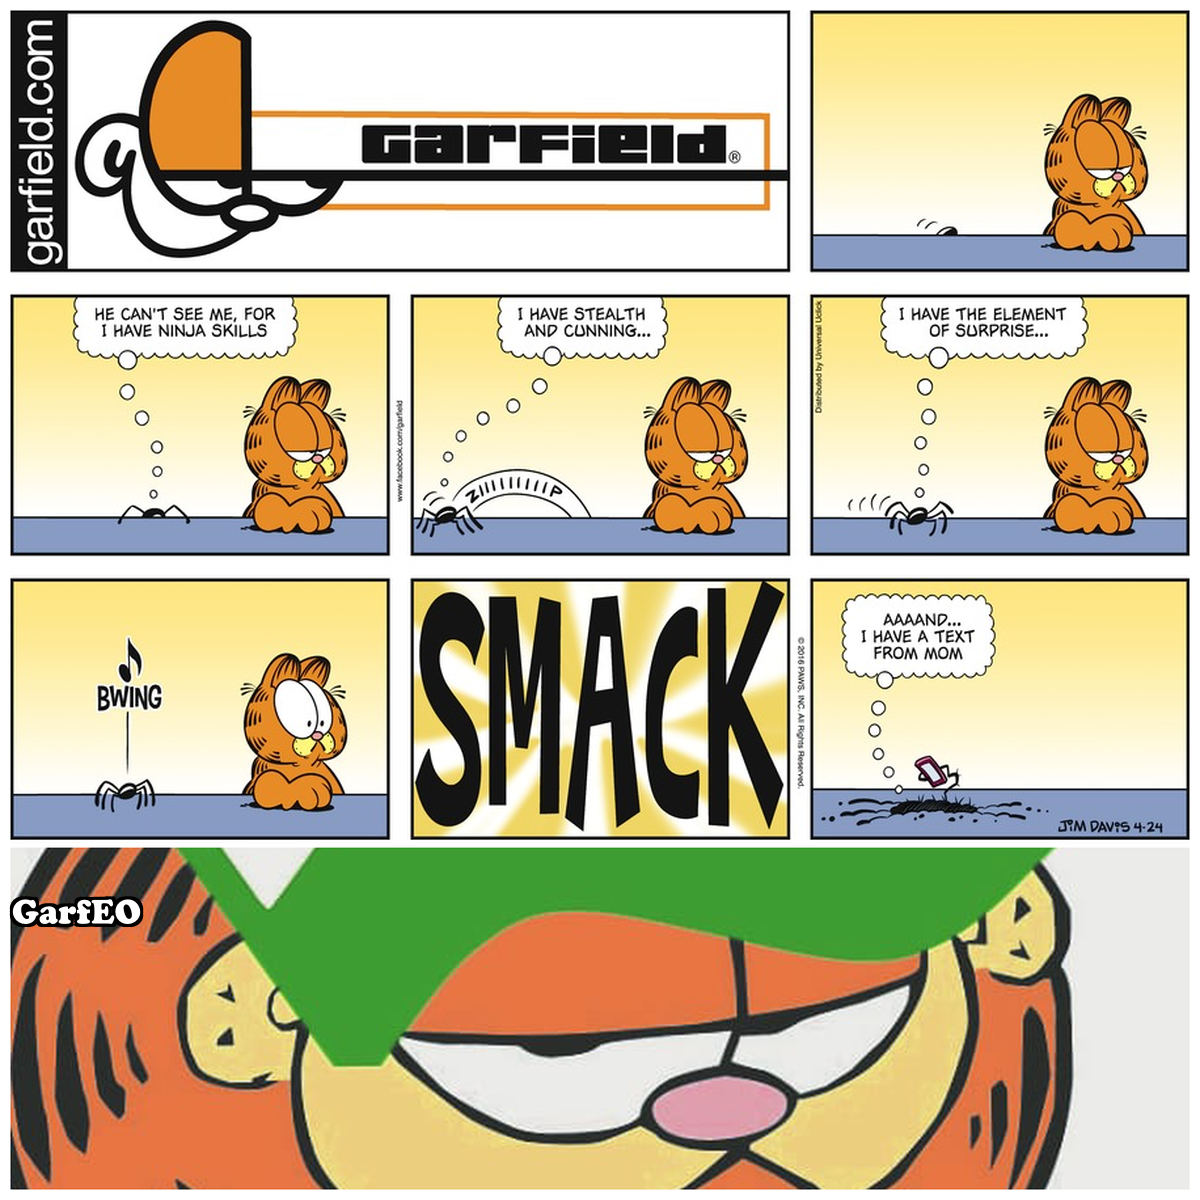 garfield.com
GARFIELD®
HE CAN'T SEE ME, FOR
I HAVE NINJA SKILLS
www.facebook.com/garfield
I HAVE STEALTH
AND CUNNING...
ZIIIIIIIIP
Distributed by Universal Uclick
I HAVE THE ELEMENT
OF SURPRISE...
BWING
SMACK
© 2016 PAWS, INC. All Rights Reserved.
AAAAND...
I HAVE A TEXT
FROM MOM
JIM DAVIS 4-24
GarfEO